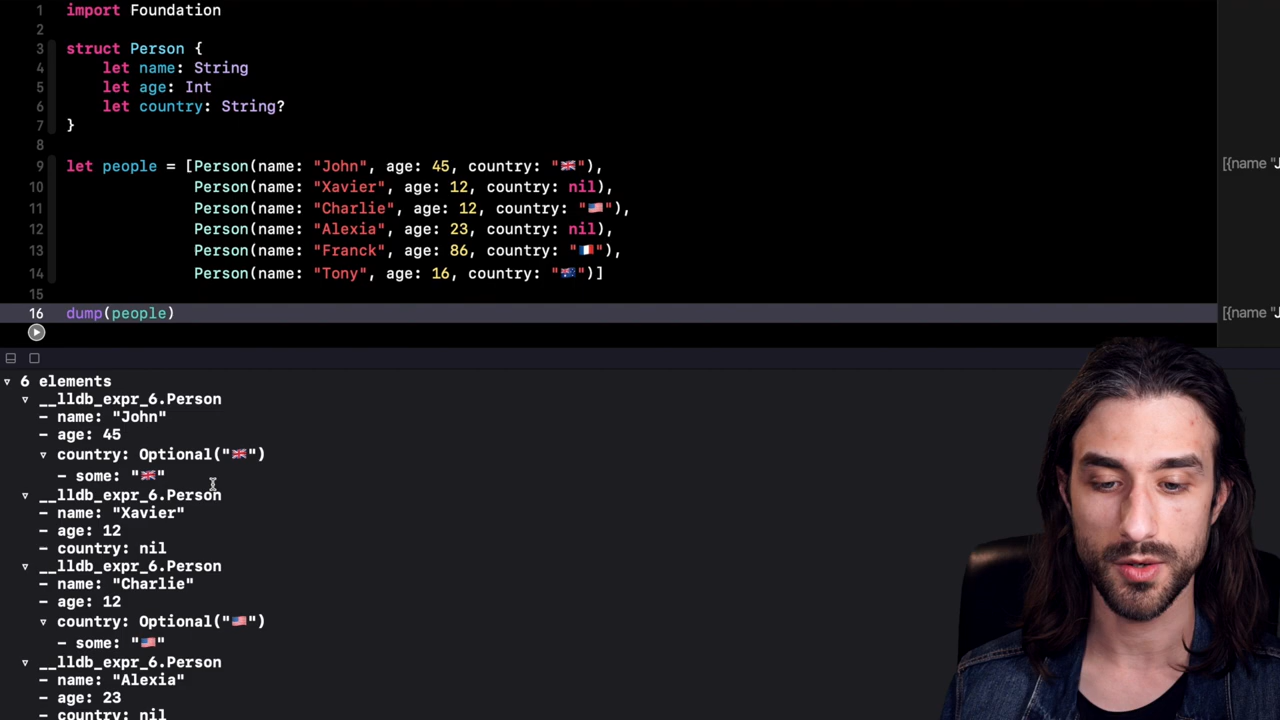 1 import Foundation
2
3 struct Person {
4 let name: String
5 let age: Int
6 let country: String?
7 }
8
9 let people = [Person(name: "John", age: 45, country: "🇬🇧"),
10 Person(name: "Xavier", age: 12, country: nil),
11 Person(name: "Charlie", age: 12, country: "🇺🇸"),
12 Person(name: "Alexia", age: 23, country: nil),
13 Person(name: "Franck", age: 86, country: "🇫🇷"),
14 Person(name: "Tony", age: 16, country: "🇦🇺")]
15
16 dump(people)
[{name "J
[{name "J
▿ 6 elements
▿ __lldb_expr_6.Person
- name: "John"
- age: 45
▿ country: Optional("🇬🇧")
- some: "🇬🇧"
▿ __lldb_expr_6.Person
- name: "Xavier"
- age: 12
- country: nil
▿ __lldb_expr_6.Person
- name: "Charlie"
- age: 12
▿ country: Optional("🇺🇸")
- some: "🇺🇸"
▿ __lldb_expr_6.Person
- name: "Alexia"
- age: 23
- country: nil